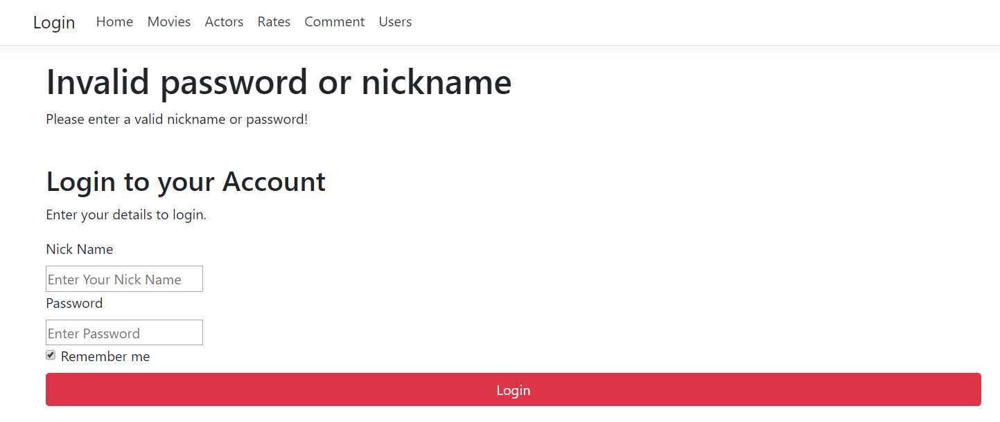 Login Home Movies Actors Rates Comment Users
Invalid password or nickname
Please enter a valid nickname or password!
Login to your Account
Enter your details to login.
Nick Name
Enter Your Nick Name
Password
Enter Password
Remember me
Login